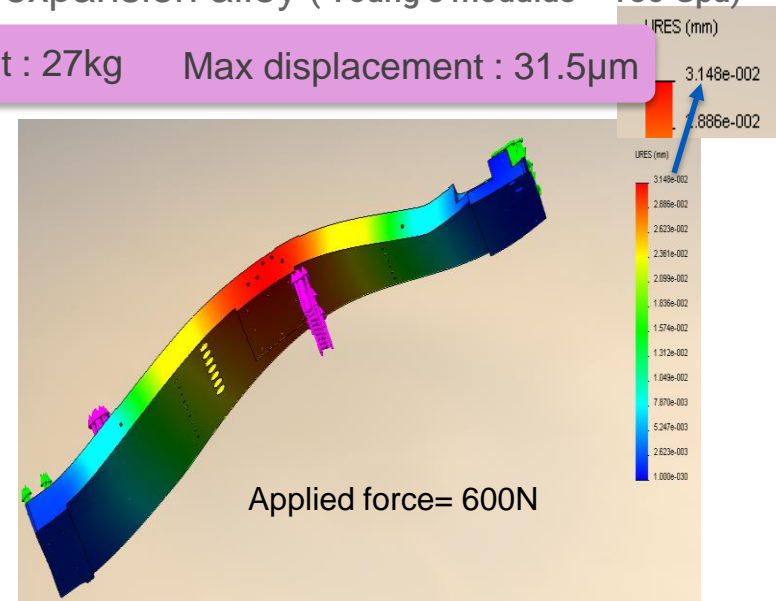 expansion alloy ( Young's modulus
URES (mm)
t : 27kg Max displacement : 31.5µm
3.148e-002
2.886e-002
URES (mm)
3.148e-002
2.886e-002
2.623e-002
2.361e-002
2.099e-002
1.836e-002
1.574e-002
1.312e-002
1.049e-002
7.870e-003
5.247e-003
2.623e-003
1.000e-030
Applied force= 600N